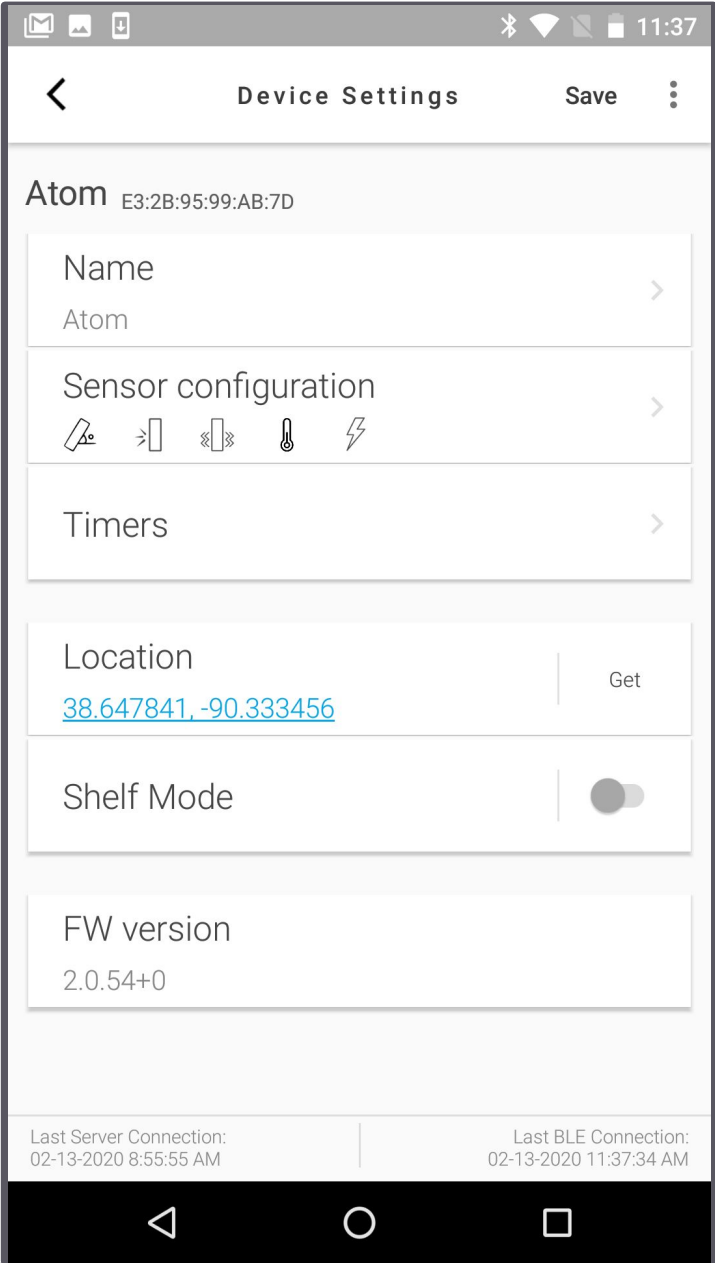 11:37
Device Settings Save
Atom E3:2B:95:99:AB:7D
Name
Atom
Sensor configuration
Timers
Location
Get
38.647841, -90.333456
Shelf Mode
FW version
2.0.54+0
Last Server Connection:
02-13-2020 8:55:55 AM
Last BLE Connection:
02-13-2020 11:37:34 AM